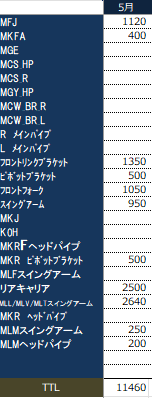 5月
MFJ 1120
MKFA 400
MGE
MCS.HP
MCS R
MGY.HP
MCW.BR.R
MCW.BR.L
R ﾒｲﾝﾊﾟｲﾌﾟ
L ﾒｲﾝﾊﾟｲﾌﾟ
ﾌﾛﾝﾄリングﾌﾞﾗｹｯﾄ 1350
ﾋﾟﾎﾞｯﾄﾌﾞﾗｹｯﾄ 500
ﾌﾛﾝﾄﾌｫｰｸ 1050
ｽｲﾝｸﾞｱｰﾑ 950
MKJ
K0H
MKRFヘッドパイプ
MKR ﾋﾟﾎﾞｯﾄﾌﾞﾗｹｯﾄ 500
MLFスイングアーム
リアキャリア 2500
MLL/MLV/MLTスイングアーム 2640
MKR ﾍｯﾄﾞﾊﾟｲﾌﾟ
MLMスイングアーム 250
MLMヘッドパイプ 200
TTL 11460